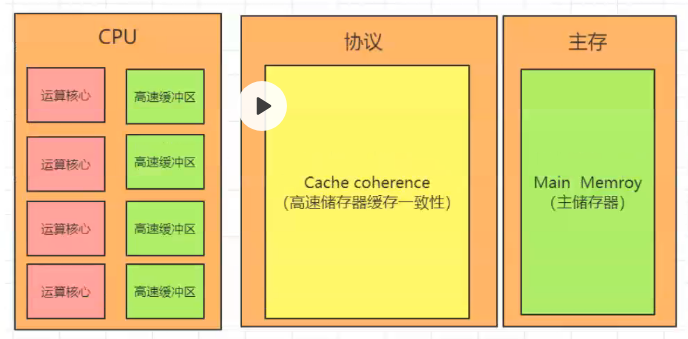 CPU
协议
主存
运算核心
高速缓冲区
运算核心
高速缓冲区
运算核心
高速缓冲区
运算核心
高速缓冲区
Cache coherence
（高速储存器缓存一致性）
Main Memroy
（主储存器）